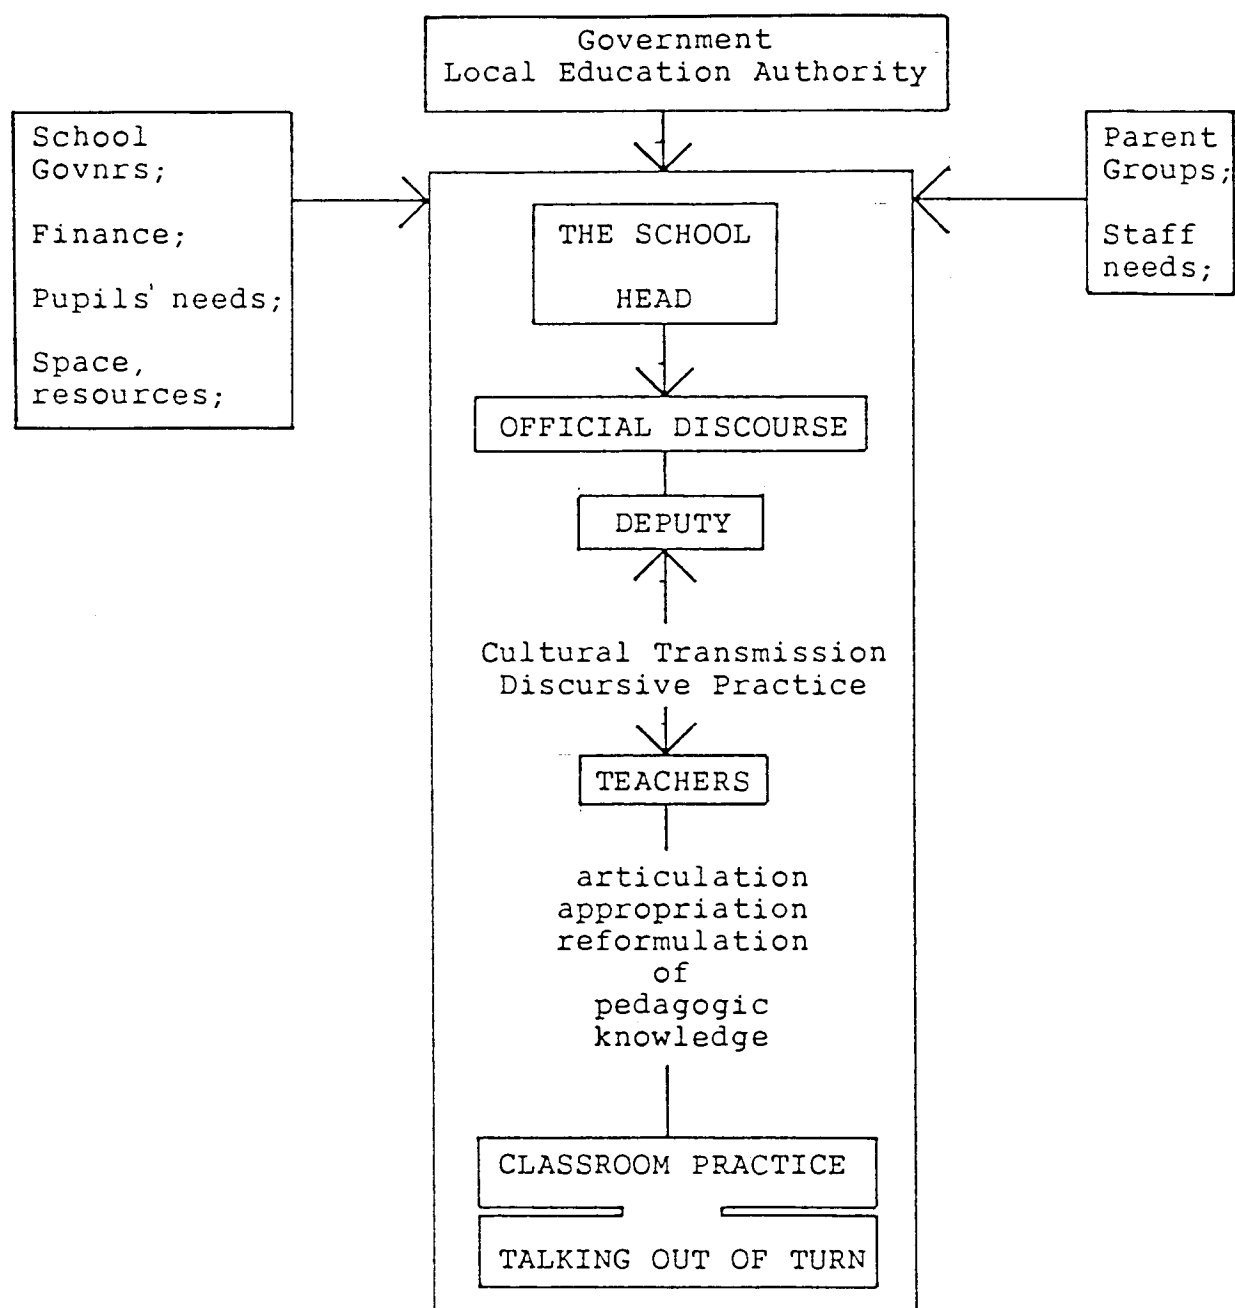 Government
Local Education Authority
School
Govnrs;
Finance;
Pupils' needs;
Space,
resources;
Parent
Groups;
Staff
needs;
THE SCHOOL
HEAD
OFFICIAL DISCOURSE
DEPUTY
Cultural Transmission
Discursive Practice
TEACHERS
articulation
appropriation
reformulation
of
pedagogic
knowledge
CLASSROOM PRACTICE
TALKING OUT OF TURN